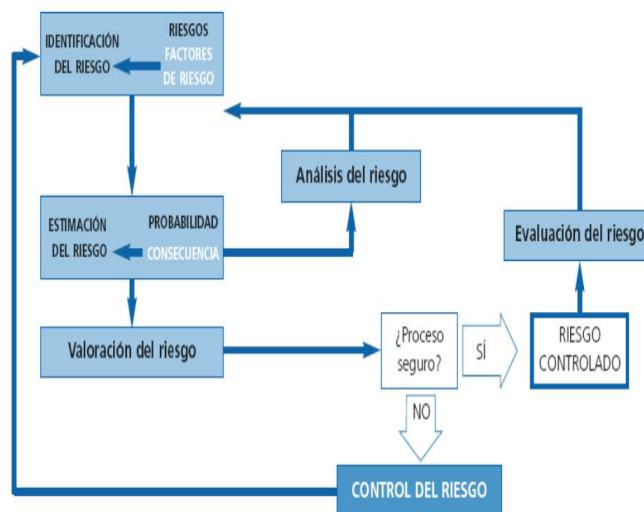 IDENTIFICACIÓN
DEL RIESGO
RIESGOS
FACTORES
DE RIESGO
Análisis del riesgo
ESTIMACIÓN
DEL RIESGO
PROBABILIDAD
CONSECUENCIA
Evaluación del riesgo
Valoración del riesgo
¿Proceso
seguro?
SÍ
RIESGO
CONTROLADO
NO
CONTROL DEL RIESGO